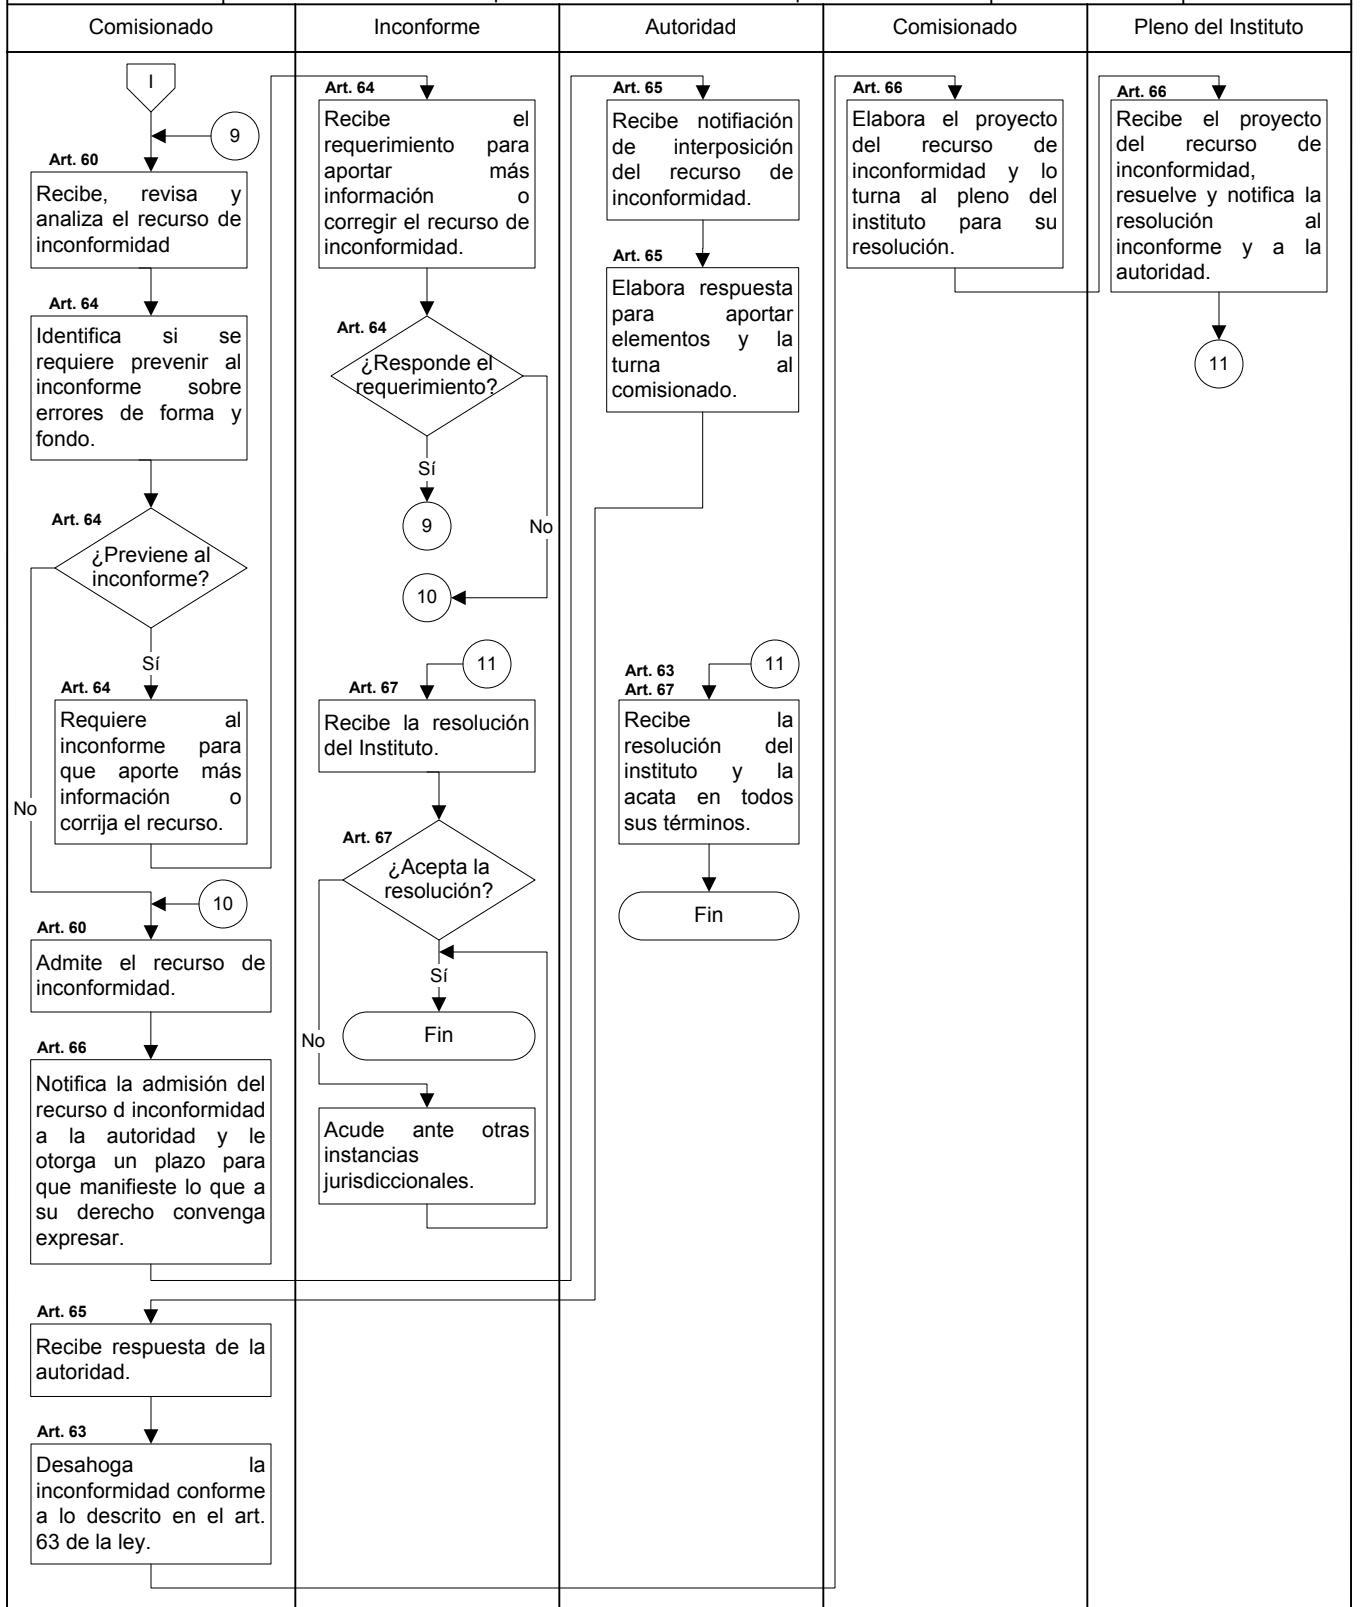 Comisionado
Inconforme
Autoridad
Comisionado
Pleno del Instituto
I
9
Art. 60
Recibe, revisa y
analiza el recurso de
inconformidad
Art. 64
Identifica si se
requiere prevenir al
inconforme sobre
errores de forma y
fondo.
Art. 64
¿Previene al
inconforme?
Sí
No
Art. 64
Requiere al
inconforme para
que aporte más
información o
corrija el recurso.
10
Art. 60
Admite el recurso de
inconformidad.
Art. 66
Notifica la admisión del
recurso d inconformidad
a la autoridad y le
otorga un plazo para
que manifieste lo que a
su derecho convenga
expresar.
Art. 65
Recibe respuesta de la
autoridad.
Art. 63
Desahoga la
inconformidad conforme
a lo descrito en el art.
63 de la ley.
Art. 64
Recibe el
requerimiento para
aportar más
información o
corregir el recurso de
inconformidad.
Art. 64
¿Responde el
requerimiento?
Sí
9
No
10
11
Art. 67
Recibe la resolución
del Instituto.
Art. 67
¿Acepta la
resolución?
Sí
Fin
No
Acude ante otras
instancias
jurisdiccionales.
Art. 65
Recibe notifiación
de interposición
del recurso de
inconformidad.
Art. 65
Elabora respuesta
para aportar
elementos y la
turna al
comisionado.
11
Art. 63
Art. 67
Recibe la
resolución del
instituto y la
acata en todos
sus términos.
Fin
Art. 66
Elabora el proyecto
del recurso de
inconformidad y lo
turna al pleno del
instituto para su
resolución.
Art. 66
Recibe el proyecto
del recurso de
inconformidad,
resuelve y notifica la
resolución al
inconforme y a la
autoridad.
11